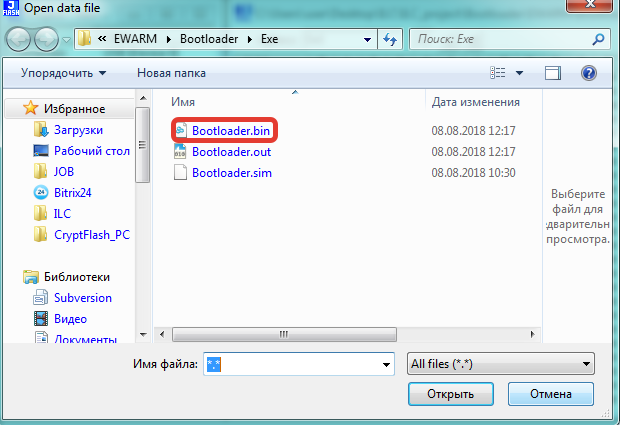 J FLASH Open data file
« EWARM ▸ Bootloader ▸ Exe Поиск: Exe
Упорядочить Новая папка
Избранное
Загрузки
Рабочий стол
JOB
Bitrix24
ILC
CryptFlash_PC
Библиотеки
Subversion
Видео
Документы
Имя Дата изменения
Bootloader.bin 08.08.2018 12:17
Bootloader.out 08.08.2018 12:17
Bootloader.sim 08.08.2018 10:30
Выберите
файл для
едварительн
просмотра.
Имя файла: *.* All files (*.*)
Открыть Отмена